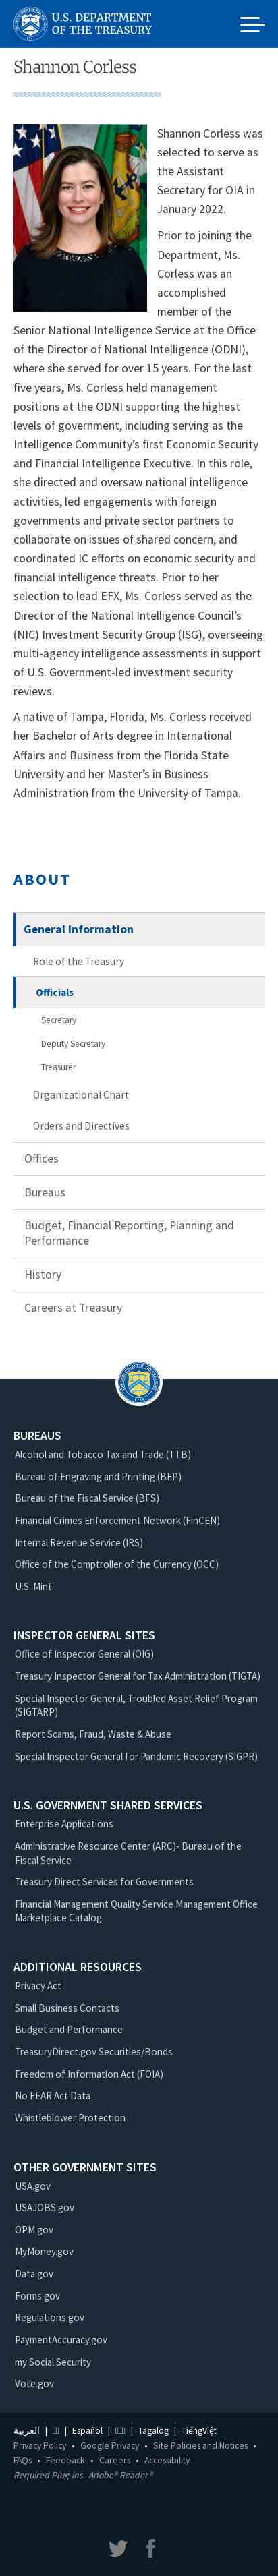 U.S. DEPARTMENT
OF THE TREASURY
Shannon Corless
Shannon Corless was
selected to serve as
the Assistant
Secretary for OIA in
January 2022.
Prior to joining the
Department, Ms.
Corless was an
accomplished
member of the
Senior National Intelligence Service at the Office
of the Director of National Intelligence (ODNI),
where she served for over 15 years. For the last
five years, Ms. Corless held management
positions at the ODNI supporting the highest
levels of government, including serving as the
Intelligence Community’s first Economic Security
and Financial Intelligence Executive. In this role,
she directed and oversaw national intelligence
activities, led engagements with foreign
governments and private sector partners to
collaborate on issues of shared concern, and
coordinated IC efforts on economic security and
financial intelligence threats. Prior to her
selection to lead EFX, Ms. Corless served as the
Director of the National Intelligence Council’s
(NIC) Investment Security Group (ISG), overseeing
multi-agency intelligence assessments in support
of U.S. Government-led investment security
reviews.
A native of Tampa, Florida, Ms. Corless received
her Bachelor of Arts degree in International
Affairs and Business from the Florida State
University and her Master’s in Business
Administration from the University of Tampa.
ABOUT
General Information
Role of the Treasury
Officials
Secretary
Deputy Secretary
Treasurer
Organizational Chart
Orders and Directives
Offices
Bureaus
Budget, Financial Reporting, Planning and
Performance
History
Careers at Treasury
BUREAUS
Alcohol and Tobacco Tax and Trade (TTB)
Bureau of Engraving and Printing (BEP)
Bureau of the Fiscal Service (BFS)
Financial Crimes Enforcement Network (FinCEN)
Internal Revenue Service (IRS)
Office of the Comptroller of the Currency (OCC)
U.S. Mint
INSPECTOR GENERAL SITES
Office of Inspector General (OIG)
Treasury Inspector General for Tax Administration (TIGTA)
Special Inspector General, Troubled Asset Relief Program
(SIGTARP)
Report Scams, Fraud, Waste & Abuse
Special Inspector General for Pandemic Recovery (SIGPR)
U.S. GOVERNMENT SHARED SERVICES
Enterprise Applications
Administrative Resource Center (ARC)- Bureau of the
Fiscal Service
Treasury Direct Services for Governments
Financial Management Quality Service Management Office
Marketplace Catalog
ADDITIONAL RESOURCES
Privacy Act
Small Business Contacts
Budget and Performance
TreasuryDirect.gov Securities/Bonds
Freedom of Information Act (FOIA)
No FEAR Act Data
Whistleblower Protection
OTHER GOVERNMENT SITES
USA.gov
USAJOBS.gov
OPM.gov
MyMoney.gov
Data.gov
Forms.gov
Regulations.gov
PaymentAccuracy.gov
my Social Security
Vote.gov
العربية | | Español | | Tagalog | TiếngViệt
Privacy Policy • Google Privacy • Site Policies and Notices •
FAQs • Feedback • Careers • Accessibility
Required Plug-ins Adobe® Reader®